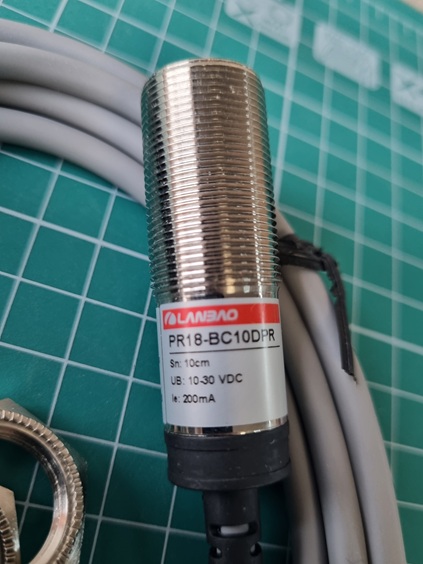 LANBAO
PR18-BC10DPR
Sn: 10cm
UB: 10-30 VDC
Ie: 200mA